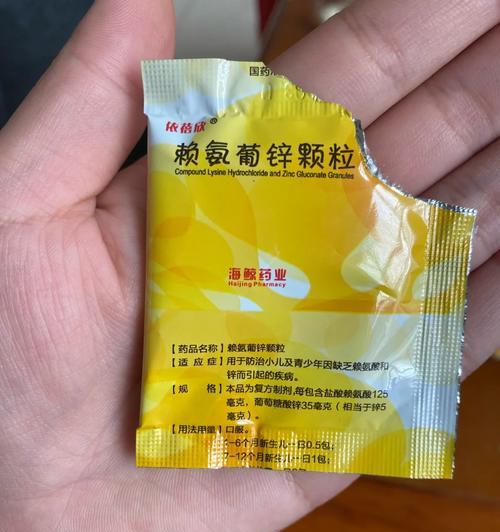 国药
依蓓欣®
赖氨葡锌颗粒
Compound Lysine Hydrochloride and Zinc Gluconate Granules
海鲸药业
Haijing Pharmacy
【药品名称】赖氨葡锌颗粒
【适 应 症】用于防治小儿及青少年因缺乏赖氨酸和
锌而引起的疾病。
【规 格】本品为复方制剂,每包含盐酸赖氨酸125
毫克,葡萄糖酸锌35毫克(相当于锌5
毫克)。
【用法用量】口服。
-6个月新生儿一日0.5包;
7-12个月新生儿一日1包;